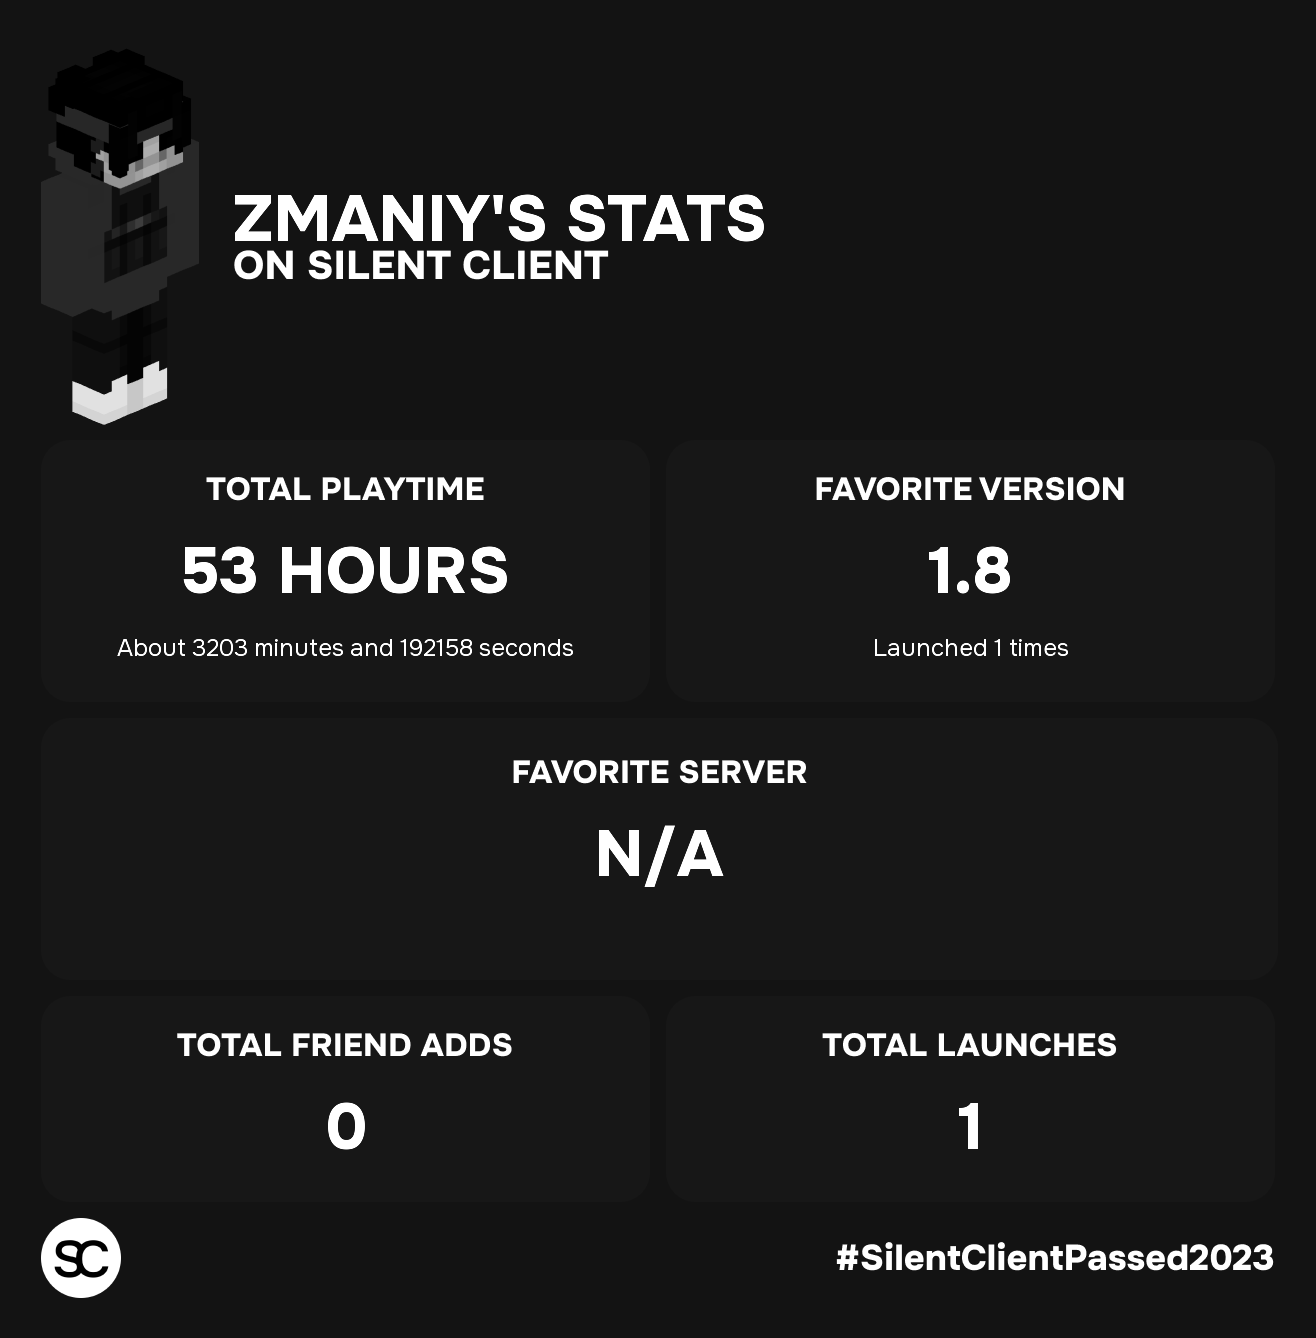 ZMANIY'S STATS
ON SILENT CLIENT
TOTAL PLAYTIME
53 HOURS
About 3203 minutes and 192158 seconds
FAVORITE VERSION
1.8
Launched 1 times
FAVORITE SERVER
N/A
TOTAL FRIEND ADDS
0
TOTAL LAUNCHES
1
SC
#SilentClientPassed2023